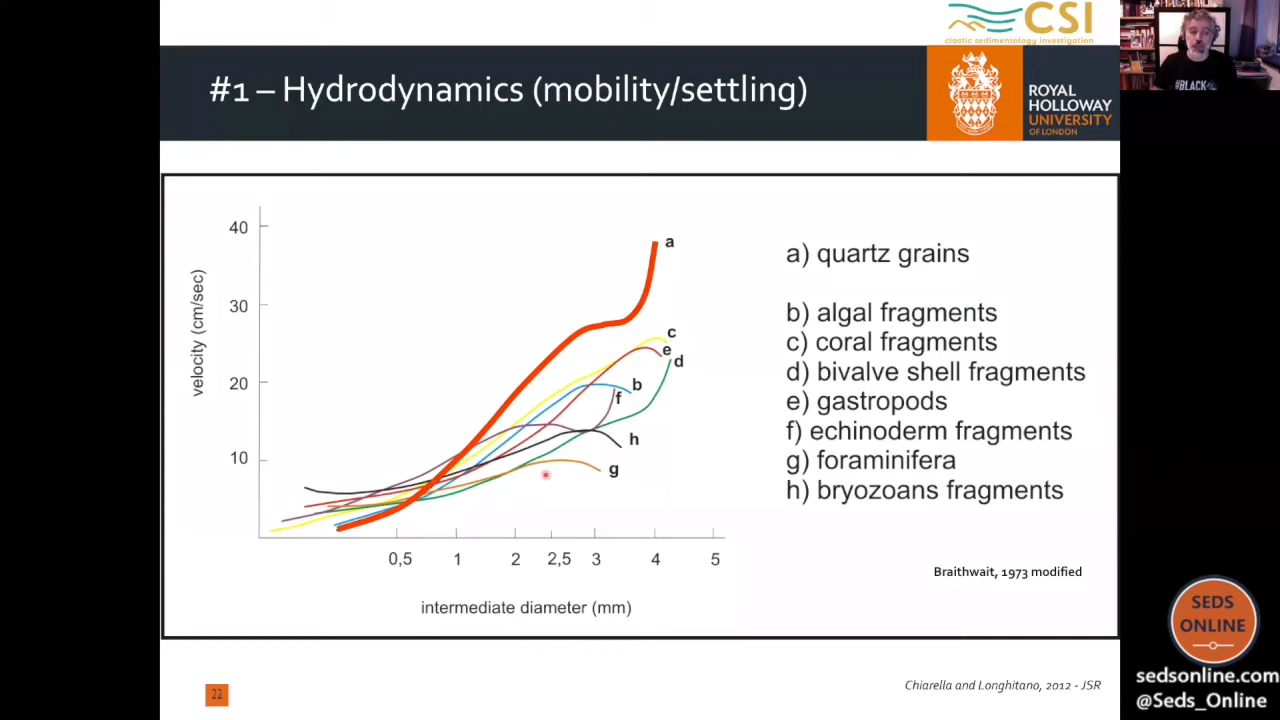 CSI
clastic sedimentology investigation
#1 – Hydrodynamics (mobility/settling)
ROYAL
HOLLOWAY
UNIVERSITY
OF LONDON
#BLACK
velocity (cm/sec)
40
30
20
10
a
c
e
d
b
f
h
g
0,5 1 2 2,5 3 4 5
intermediate diameter (mm)
a) quartz grains
b) algal fragments
c) coral fragments
d) bivalve shell fragments
e) gastropods
f) echinoderm fragments
g) foraminifera
h) bryozoans fragments
Braithwait, 1973 modified
22
Chiarella and Longhitano, 2012 - JSR
SEDS
ONLINE
sedsonline.com
@Seds_Online